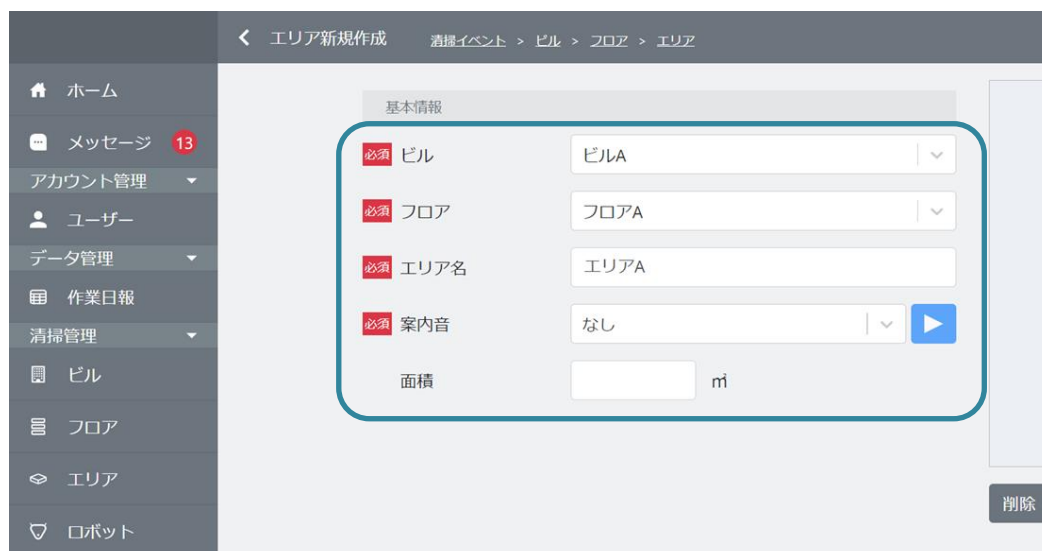 エリア新規作成 清掃イベント > ビル > フロア > エリア
ホーム
メッセージ 13
アカウント管理
ユーザー
データ管理
作業日報
清掃管理
ビル
フロア
エリア
ロボット
基本情報
必須 ビル ビルA
必須 フロア フロアA
必須 エリア名 エリアA
必須 案内音 なし
面積 ㎡
削除